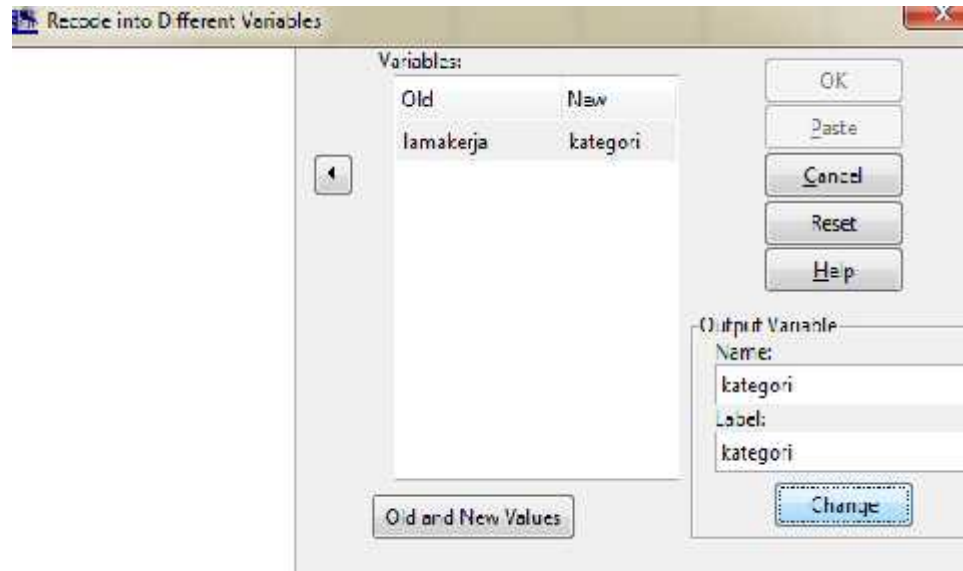 Recode into Different Variables
Variables:
Old New
lamakerja kategori
OK
Paste
Cancel
Reset
Help
Output Variable
Name:
kategori
Label:
kategori
Change
Old and New Values